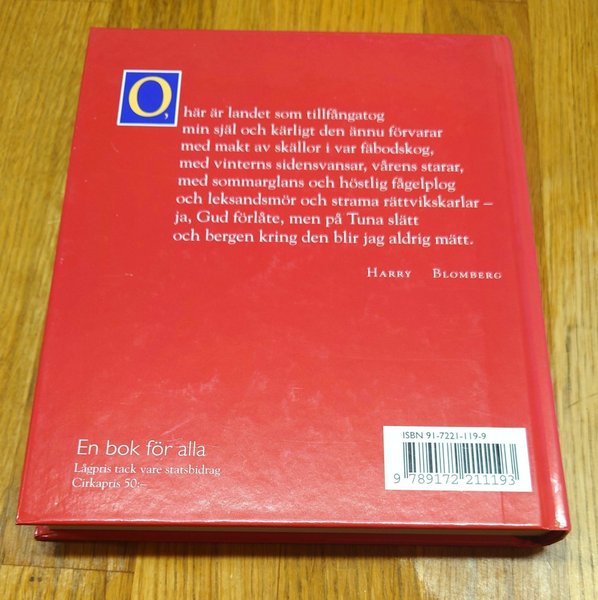 O, här är landet som tillfångatog
min själ och kärligt den ännu förvarar
med makt av skällor i var fäbodskog,
med vinterns sidensvansar, vårens starar,
med sommarglans och höstlig fågelplog
och leksandsmör och strama rättvikskarlar –
ja, Gud förlåte, men på Tuna slätt
och bergen kring den blir jag aldrig mätt.
HARRY BLOMBERG
En bok för alla
Lågpris tack vare statsbidrag
Cirkapris 50:–
ISBN 91-7221-119-9
9 789172 211193